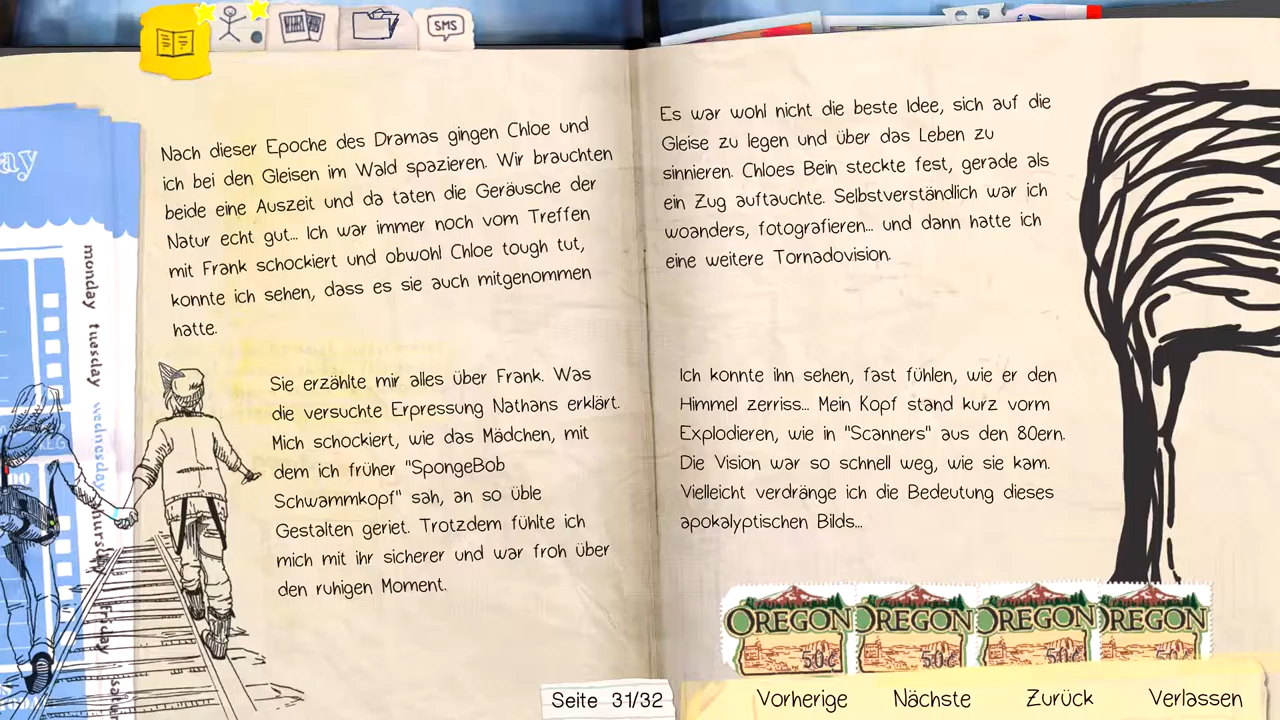 SMS
ay
monday tuesday wednesday thursday friday
Nach dieser Epoche des Dramas gingen Chloe und
ich bei den Gleisen im Wald spazieren. Wir brauchten
beide eine Auszeit und da taten die Geräusche der
Natur echt gut... Ich war immer noch vom Treffen
mit Frank schockiert und obwohl Chloe tough tut,
konnte ich sehen, dass es sie auch mitgenommen
hatte.
Sie erzählte mir alles über Frank. Was
die versuchte Erpressung Nathans erklärt.
Mich schockiert, wie das Mädchen, mit
dem ich früher "SpongeBob
Schwammkopf" sah, an so üble
Gestalten geriet. Trotzdem fühlte ich
mich mit ihr sicherer und war froh über
den ruhigen Moment.
Es war wohl nicht die beste Idee, sich auf die
Gleise zu legen und über das Leben zu
sinnieren. Chloes Bein steckte fest, gerade als
ein Zug auftauchte. Selbstverständlich war ich
woanders, fotografieren... und dann hatte ich
eine weitere Tornadovision.
Ich konnte ihn sehen, fast fühlen, wie er den
Himmel zerriss... Mein Kopf stand kurz vorm
Explodieren, wie in "Scanners" aus den 80ern.
Die Vision war so schnell weg, wie sie kam.
Vielleicht verdränge ich die Bedeutung dieses
apokalyptischen Bilds...
OREGON OREGON OREGON OREGON
50¢ 50¢ 50¢ 50¢
Seite 31/32
Vorherige Nächste Zurück Verlassen